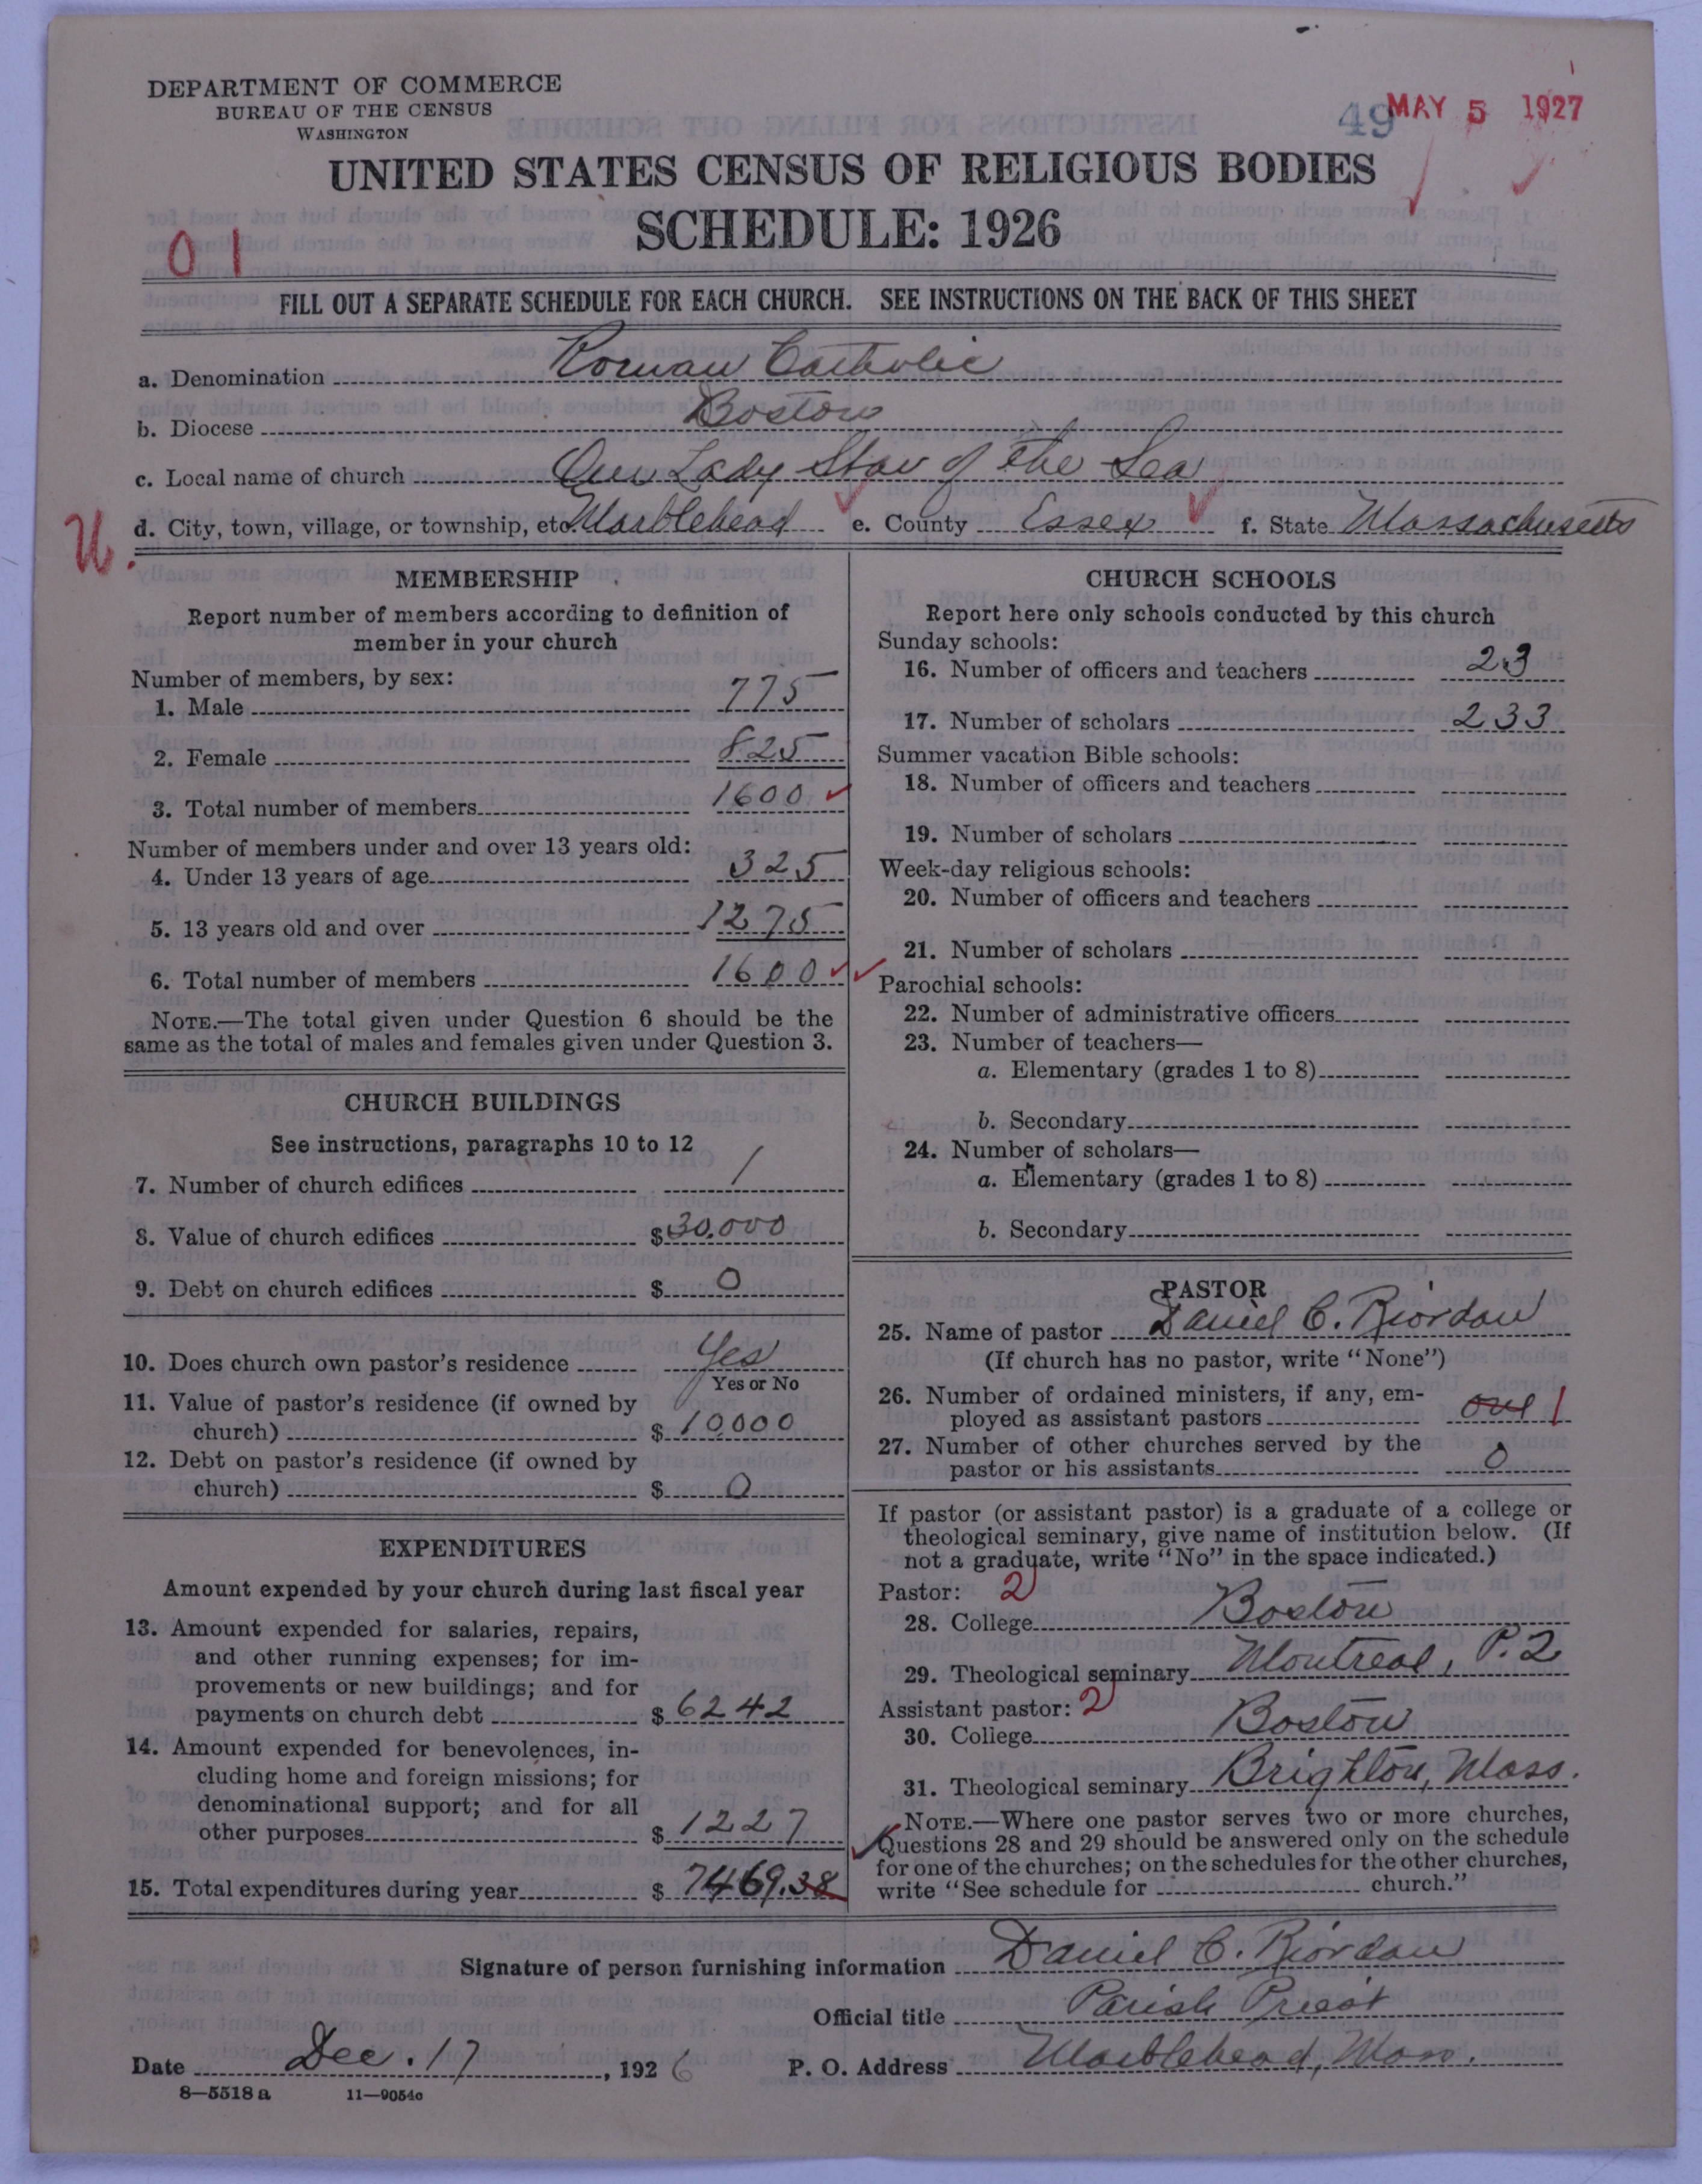 DEPARTMENT OF COMMERCE
BUREAU OF THE CENSUS
WASHINGTON
49 MAY 5 1927
UNITED STATES CENSUS OF RELIGIOUS BODIES
SCHEDULE: 1926
01
FILL OUT A SEPARATE SCHEDULE FOR EACH CHURCH. SEE INSTRUCTIONS ON THE BACK OF THIS SHEET
a. Denomination Roman Catholic
b. Diocese Boston
c. Local name of church Our Lady Star of the Sea
U. d. City, town, village, or township, etc. Marblehead e. County Essex f. State Massachusetts
MEMBERSHIP
Report number of members according to definition of
member in your church
Number of members, by sex:
1. Male 775
2. Female 825
3. Total number of members 1600
Number of members under and over 13 years old:
4. Under 13 years of age 325
5. 13 years old and over 1275
6. Total number of members 1600
NOTE.—The total given under Question 6 should be the
same as the total of males and females given under Question 3.
CHURCH BUILDINGS
See instructions, paragraphs 10 to 12
7. Number of church edifices 1
8. Value of church edifices $30,000
9. Debt on church edifices $ 0
10. Does church own pastor's residence Yes
Yes or No
11. Value of pastor's residence (if owned by
church) $ 10,000
12. Debt on pastor's residence (if owned by
church) $ 0
EXPENDITURES
Amount expended by your church during last fiscal year
13. Amount expended for salaries, repairs,
and other running expenses; for im-
provements or new buildings; and for
payments on church debt $ 6242
14. Amount expended for benevolences, in-
cluding home and foreign missions; for
denominational support; and for all
other purposes $ 1227
15. Total expenditures during year $ 7469.38
CHURCH SCHOOLS
Report here only schools conducted by this church
Sunday schools:
16. Number of officers and teachers 23
17. Number of scholars 233
Summer vacation Bible schools:
18. Number of officers and teachers
19. Number of scholars
Week-day religious schools:
20. Number of officers and teachers
21. Number of scholars
Parochial schools:
22. Number of administrative officers
23. Number of teachers—
a. Elementary (grades 1 to 8)
b. Secondary
24. Number of scholars—
a. Elementary (grades 1 to 8)
b. Secondary
PASTOR
25. Name of pastor Daniel C. Riordan
(If church has no pastor, write "None")
26. Number of ordained ministers, if any, em-
ployed as assistant pastors one 1
27. Number of other churches served by the
pastor or his assistants 0
If pastor (or assistant pastor) is a graduate of a college or
theological seminary, give name of institution below. (If
not a graduate, write "No" in the space indicated.)
Pastor: 2
28. College Boston
29. Theological seminary Montreal, P.2
Assistant pastor: 2
30. College Boston
31. Theological seminary Brighton, Mass.
NOTE.—Where one pastor serves two or more churches,
Questions 28 and 29 should be answered only on the schedule
for one of the churches; on the schedules for the other churches,
write "See schedule for church."
Signature of person furnishing information Daniel C. Riordan
Official title Parish Priest
Date Dec. 17, 1926 P. O. Address Marblehead, Mass.
8—5518 a 11—9054c